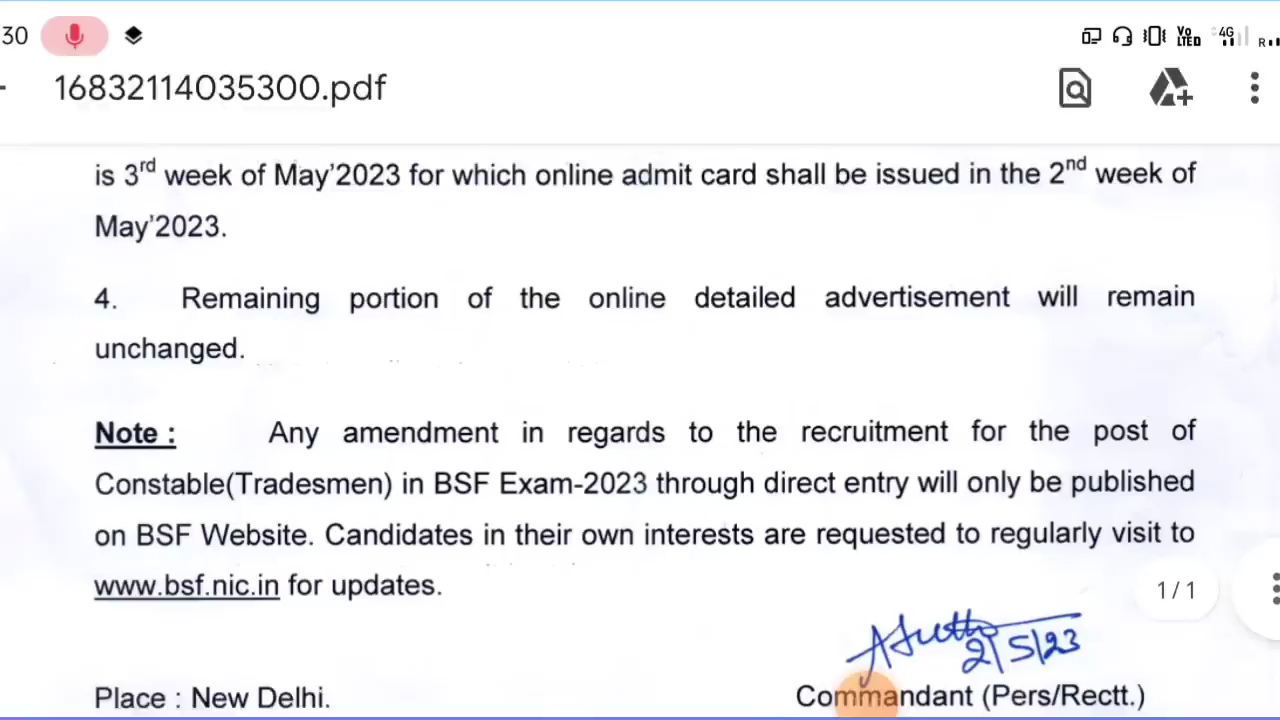 30
VoLTED 4G R
16832114035300.pdf
is 3rd week of May'2023 for which online admit card shall be issued in the 2nd week of
May'2023.
4. Remaining portion of the online detailed advertisement will remain
unchanged.
Note : Any amendment in regards to the recruitment for the post of
Constable(Tradesmen) in BSF Exam-2023 through direct entry will only be published
on BSF Website. Candidates in their own interests are requested to regularly visit to
www.bsf.nic.in for updates.
1/1
2/5/23
Place : New Delhi.
Commandant (Pers/Rectt.)